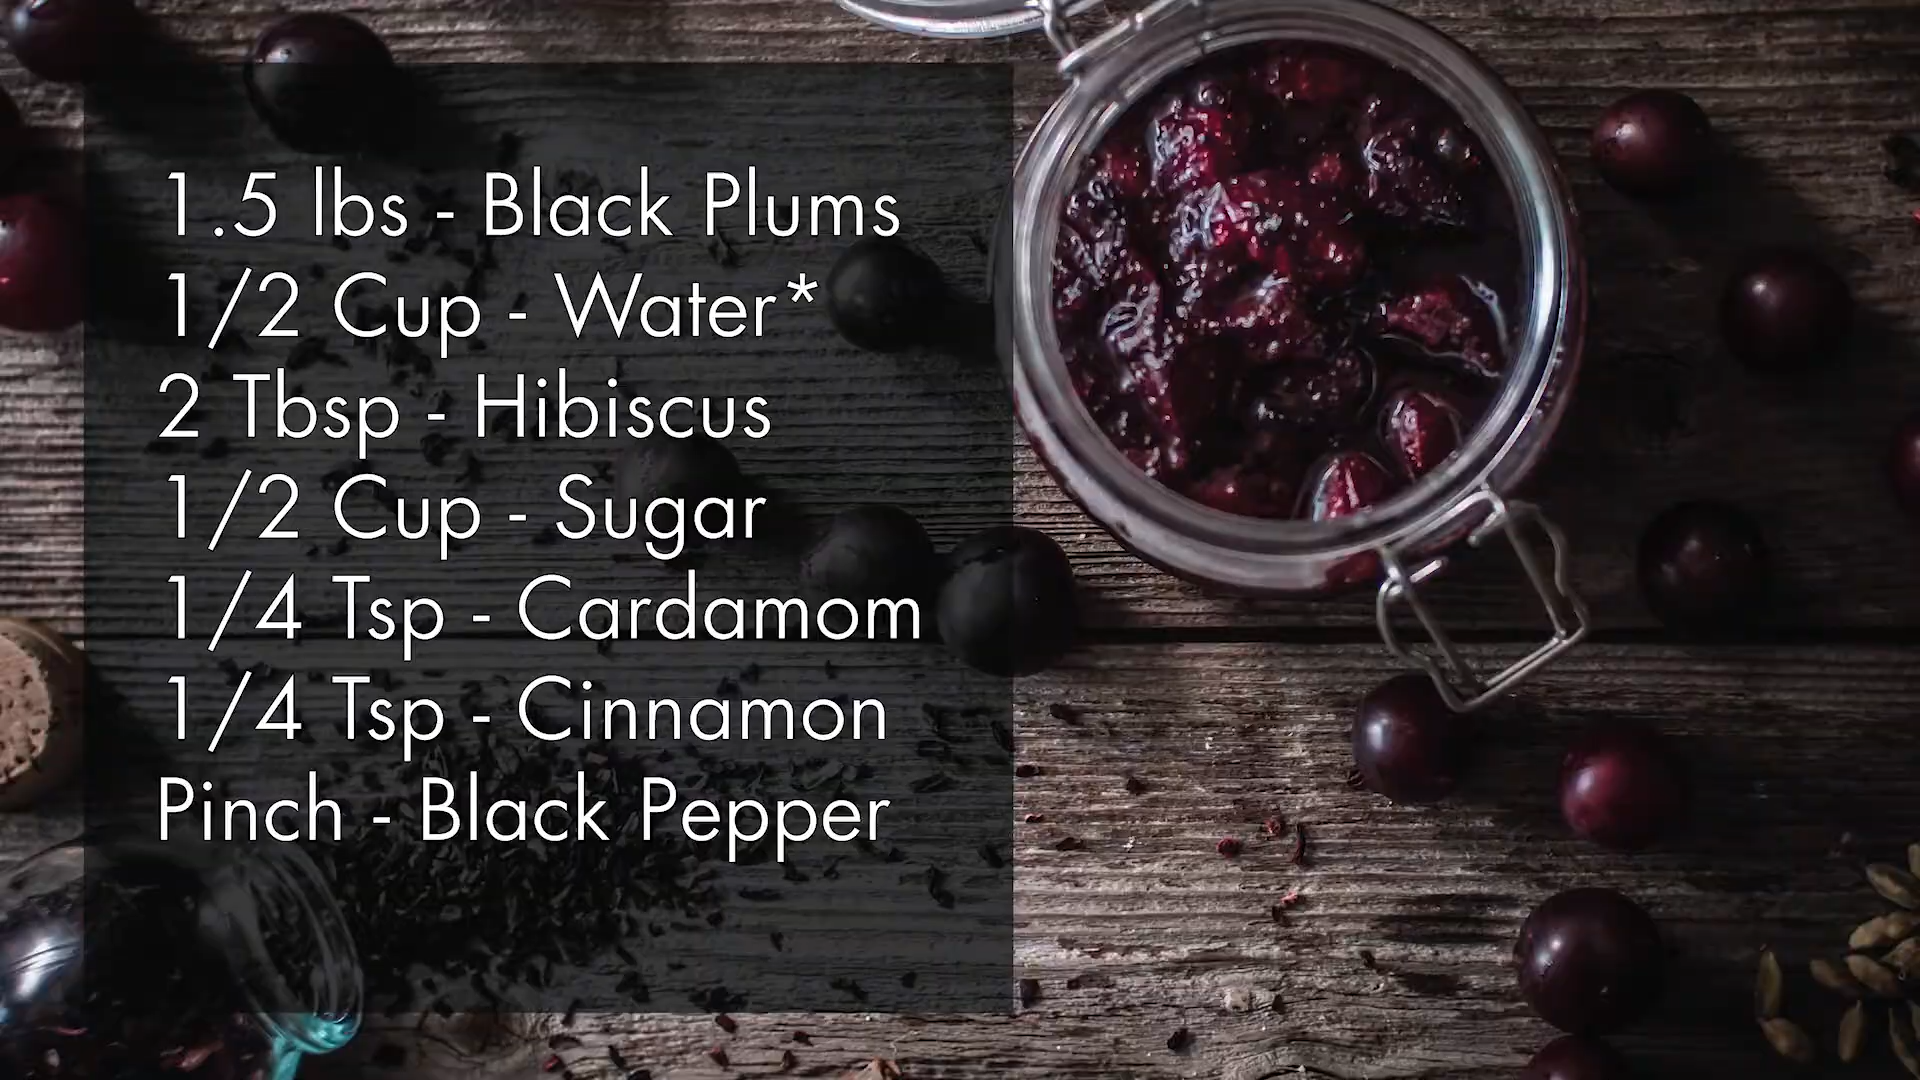 1.5 lbs - Black Plums
1/2 Cup - Water*
2 Tbsp - Hibiscus
1/2 Cup - Sugar
1/4 Tsp - Cardamom
1/4 Tsp - Cinnamon
Pinch - Black Pepper